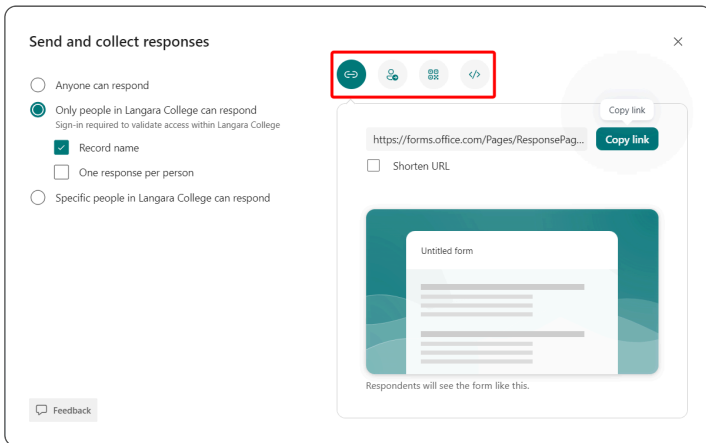 Send and collect responses
Anyone can respond
Only people in Langara College can respond
Sign-in required to validate access within Langara College
Record name
One response per person
Specific people in Langara College can respond
Feedback
Copy link
https://forms.office.com/Pages/ResponsePag...
Copy link
Shorten URL
Untitled form
Respondents will see the form like this.